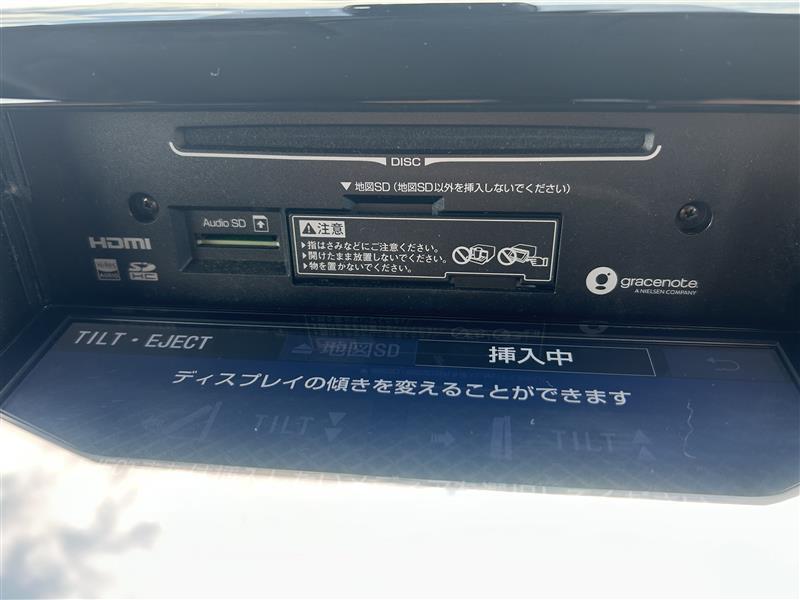 DISC
▼ 地図SD(地図SD以外を挿入しないでください)
Audio SD
⚠注意
▶指はさみなどにご注意ください。
▶開けたまま放置しないでください。
▶物を置かないでください。
HDMI
Hi-Res
AUDIO
SD
HC
gracenote
A NIELSEN COMPANY
TILT・EJECT
地図SD
挿入中
ディスプレイの傾きを変えることができます
TILT
TILT